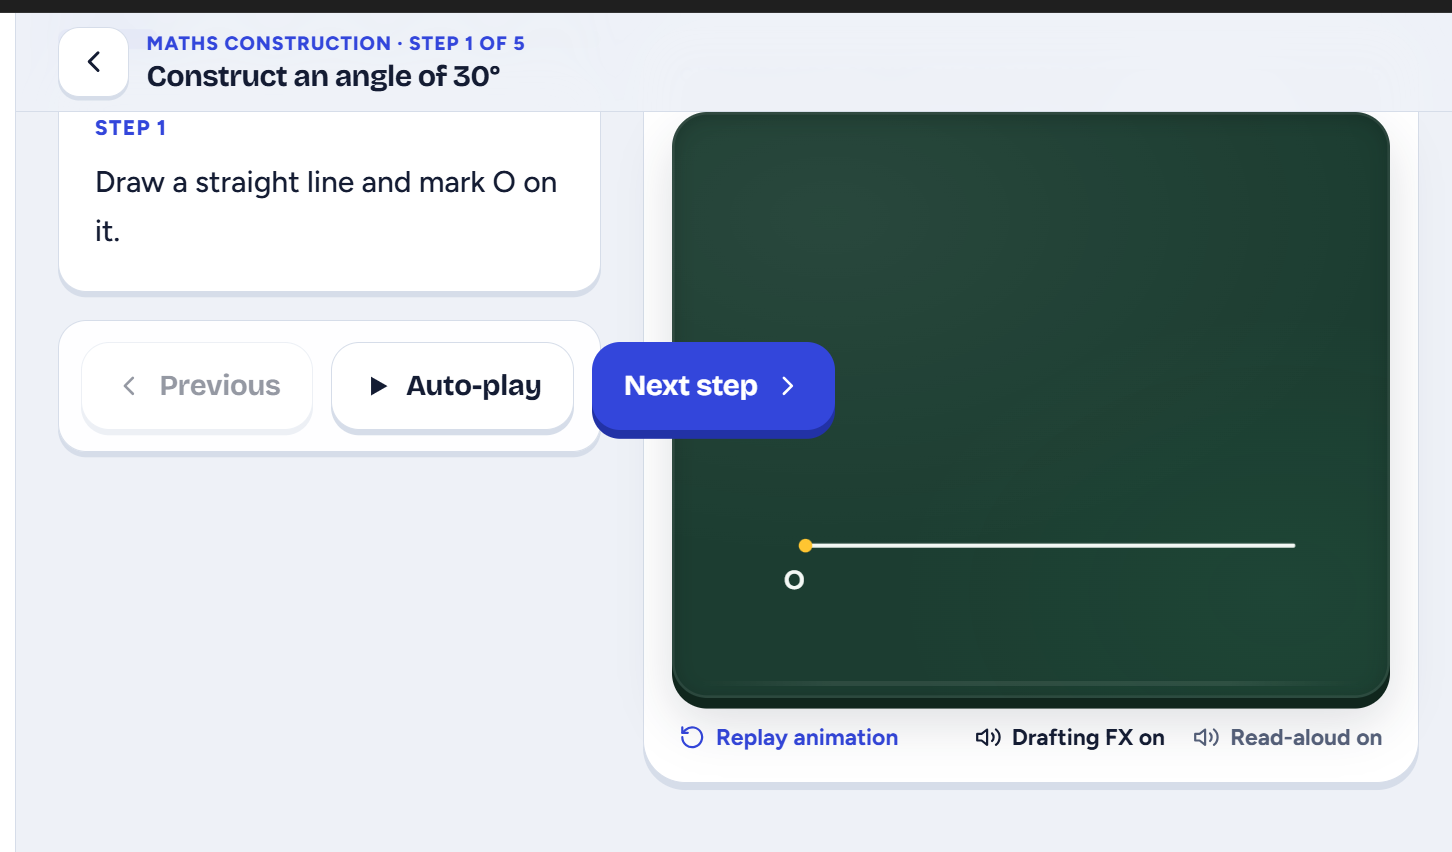 MATHS CONSTRUCTION · STEP 1 OF 5
Construct an angle of 30°
STEP 1
Draw a straight line and mark O on
it.
Previous
Auto-play
Next step
O
Replay animation
Drafting FX on
Read-aloud on